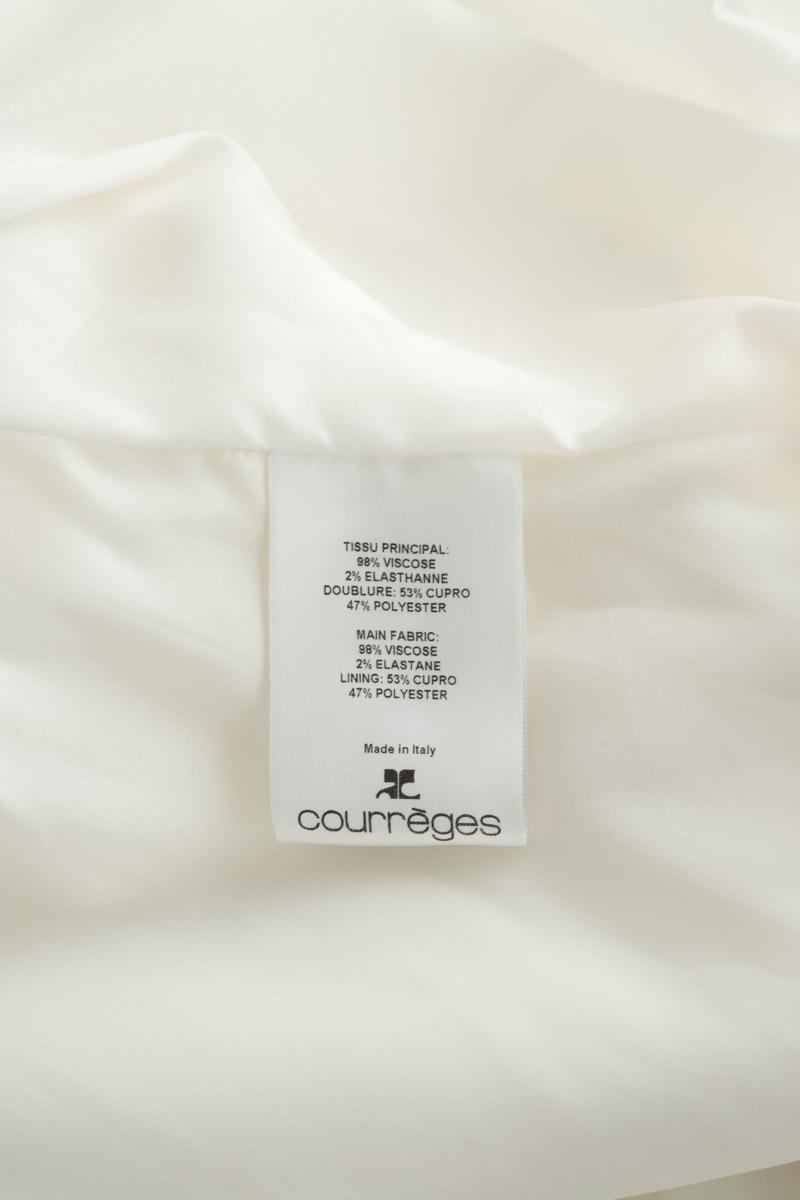 TISSU PRINCIPAL:
98% VISCOSE
2% ELASTHANNE
DOUBLURE: 53% CUPRO
47% POLYESTER
MAIN FABRIC:
98% VISCOSE
2% ELASTANE
LINING: 53% CUPRO
47% POLYESTER
Made in Italy
courrèges